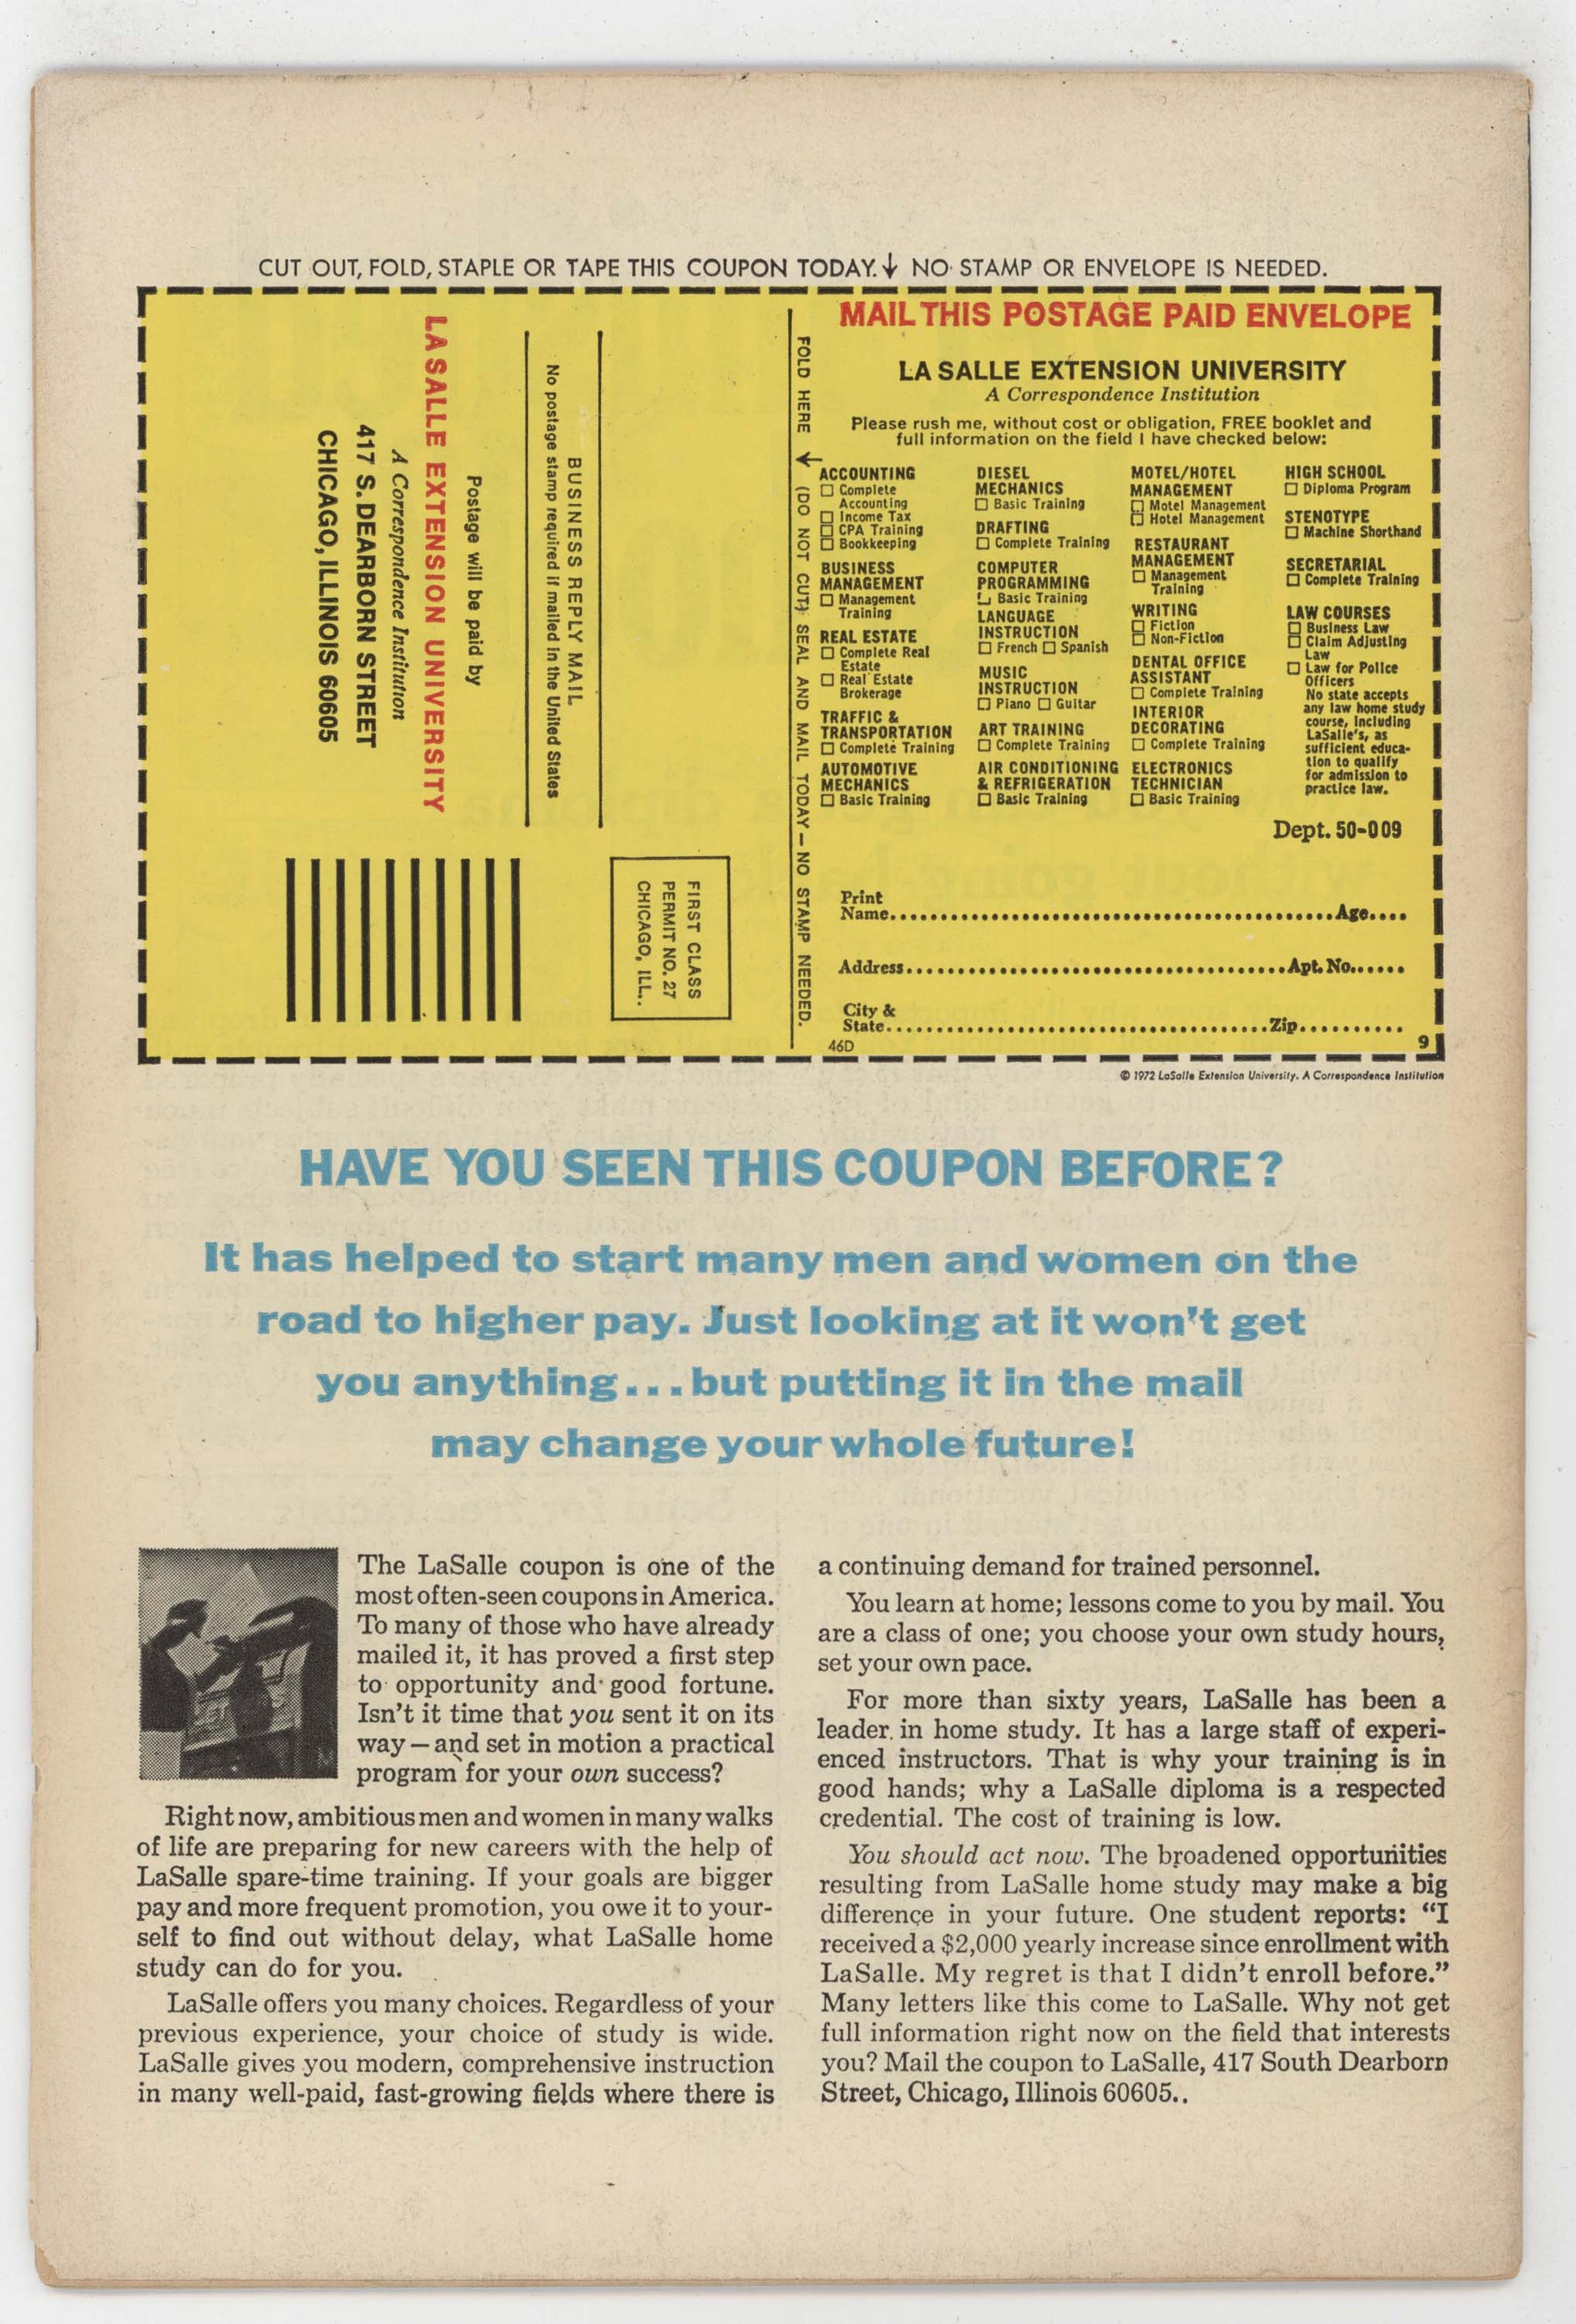 CUT OUT, FOLD, STAPLE OR TAPE THIS COUPON TODAY.↓ NO STAMP OR ENVELOPE IS NEEDED.
FIRST CLASS
PERMIT NO. 27
CHICAGO, ILL..
BUSINESS REPLY MAIL
No postage stamp required if mailed in the United States
Postage will be paid by
LA SALLE EXTENSION UNIVERSITY
A Correspondence Institution
417 S. DEARBORN STREET
CHICAGO, ILLINOIS 60605
FOLD HERE ↓ (DO NOT CUT) SEAL AND MAIL TODAY — NO STAMP NEEDED.
MAIL THIS POSTAGE PAID ENVELOPE
LA SALLE EXTENSION UNIVERSITY
A Correspondence Institution
Please rush me, without cost or obligation, FREE booklet and
full information on the field I have checked below:
ACCOUNTING
☐ Complete
Accounting
☐ Income Tax
☐ CPA Training
☐ Bookkeeping
BUSINESS
MANAGEMENT
☐ Management
Training
REAL ESTATE
☐ Complete Real
Estate
☐ Real Estate
Brokerage
TRAFFIC &
TRANSPORTATION
☐ Complete Training
AUTOMOTIVE
MECHANICS
☐ Basic Training
DIESEL
MECHANICS
☐ Basic Training
DRAFTING
☐ Complete Training
COMPUTER
PROGRAMMING
☐ Basic Training
LANGUAGE
INSTRUCTION
☐ French ☐ Spanish
MUSIC
INSTRUCTION
☐ Piano ☐ Guitar
ART TRAINING
☐ Complete Training
AIR CONDITIONING
& REFRIGERATION
☐ Basic Training
MOTEL/HOTEL
MANAGEMENT
☐ Motel Management
☐ Hotel Management
RESTAURANT
MANAGEMENT
☐ Management
Training
WRITING
☐ Fiction
☐ Non-Fiction
DENTAL OFFICE
ASSISTANT
☐ Complete Training
INTERIOR
DECORATING
☐ Complete Training
ELECTRONICS
TECHNICIAN
☐ Basic Training
HIGH SCHOOL
☐ Diploma Program
STENOTYPE
☐ Machine Shorthand
SECRETARIAL
☐ Complete Training
LAW COURSES
☐ Business Law
☐ Claim Adjusting
Law
☐ Law for Police
Officers
No state accepts
any law home study
course, including
LaSalle's, as
sufficient educa-
tion to qualify
for admission to
practice law.
Dept. 50-009
Print
Name............................................Age....
Address......................................Apt. No......
City &
State......................................Zip..........
46D 9
© 1972 LaSalle Extension University. A Correspondence Institution
HAVE YOU SEEN THIS COUPON BEFORE?
It has helped to start many men and women on the
road to higher pay. Just looking at it won't get
you anything...but putting it in the mail
may change your whole future!
The LaSalle coupon is one of the
most often-seen coupons in America.
To many of those who have already
mailed it, it has proved a first step
to opportunity and good fortune.
Isn't it time that you sent it on its
way — and set in motion a practical
program for your own success?
Right now, ambitious men and women in many walks
of life are preparing for new careers with the help of
LaSalle spare-time training. If your goals are bigger
pay and more frequent promotion, you owe it to your-
self to find out without delay, what LaSalle home
study can do for you.
LaSalle offers you many choices. Regardless of your
previous experience, your choice of study is wide.
LaSalle gives you modern, comprehensive instruction
in many well-paid, fast-growing fields where there is
a continuing demand for trained personnel.
You learn at home; lessons come to you by mail. You
are a class of one; you choose your own study hours,
set your own pace.
For more than sixty years, LaSalle has been a
leader in home study. It has a large staff of experi-
enced instructors. That is why your training is in
good hands; why a LaSalle diploma is a respected
credential. The cost of training is low.
You should act now. The broadened opportunities
resulting from LaSalle home study may make a big
difference in your future. One student reports: “I
received a $2,000 yearly increase since enrollment with
LaSalle. My regret is that I didn't enroll before.”
Many letters like this come to LaSalle. Why not get
full information right now on the field that interests
you? Mail the coupon to LaSalle, 417 South Dearborn
Street, Chicago, Illinois 60605..